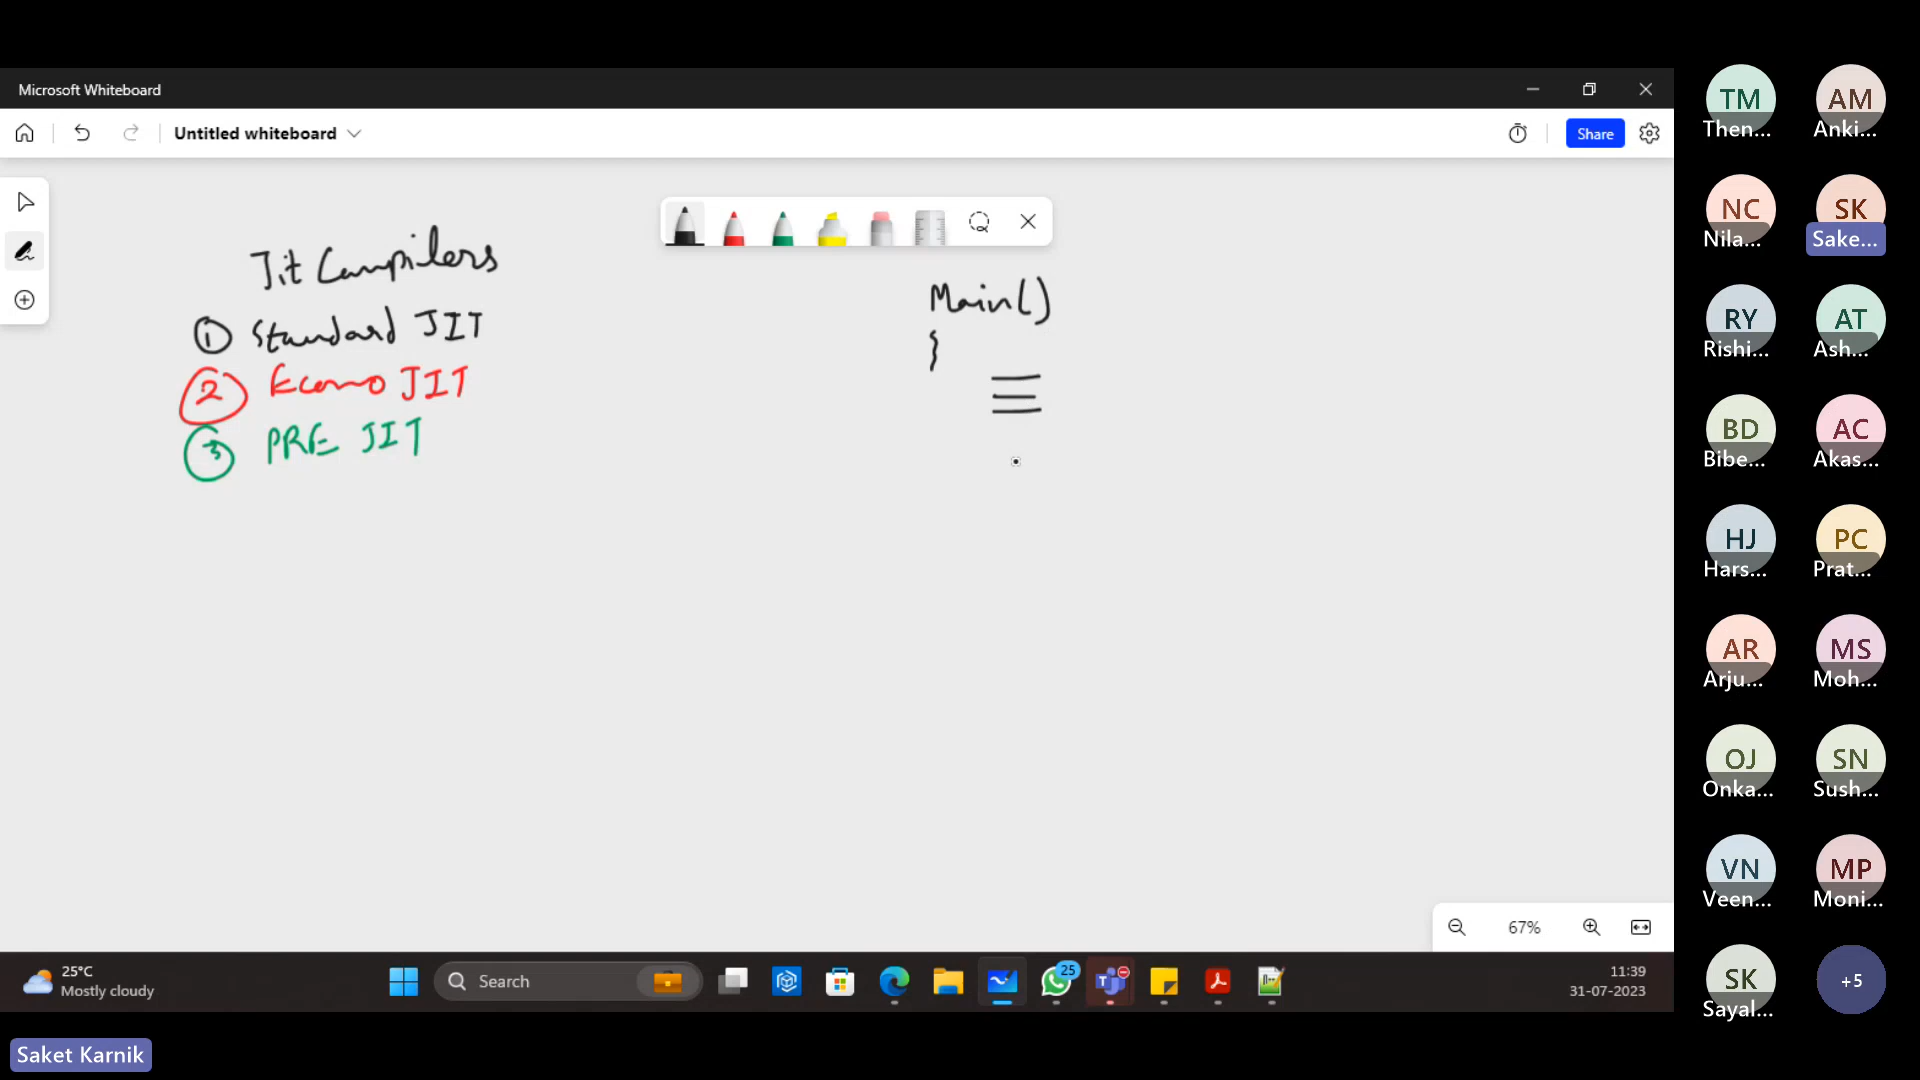 Microsoft Whiteboard
Untitled whiteboard
Share
Jit Compilers
① Standard JIT
② Econo JIT
③ PRE JIT
Main()
{
67%
25°C
Mostly cloudy
Search
25
11:39
31-07-2023
TM
Then...
AM
Anki...
NC
Nila...
SK
Sake...
RY
Rishi...
AT
Ash...
BD
Bibe...
AC
Akas...
HJ
Hars...
PC
Prat...
AR
Arju...
MS
Moh...
OJ
Onka...
SN
Sush...
VN
Veen...
MP
Moni...
SK
Sayal...
+5
Saket Karnik